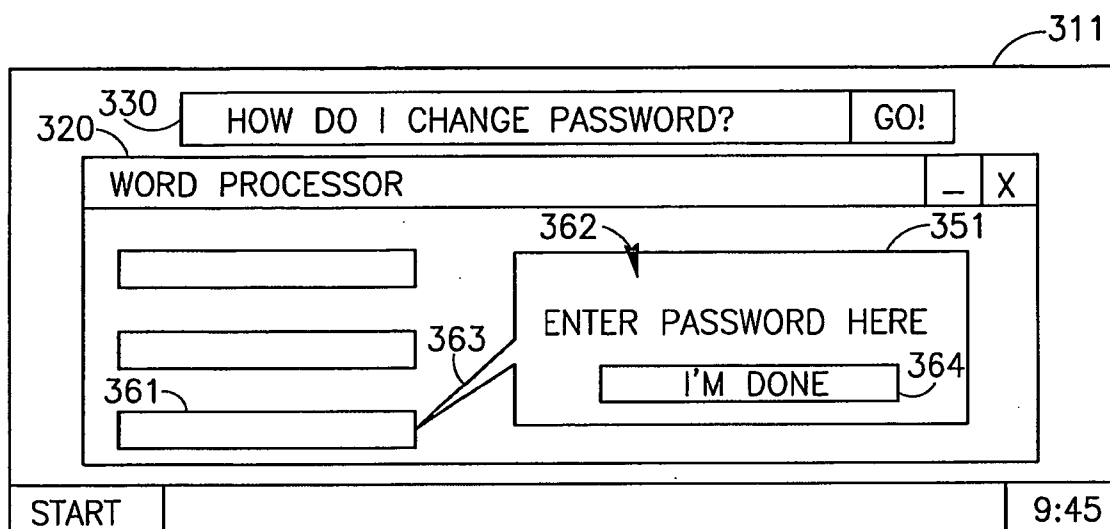 311
330
HOW DO I CHANGE PASSWORD? GO!
320
WORD PROCESSOR _ X
362 351
ENTER PASSWORD HERE
363
364
I'M DONE
361
START 9:45